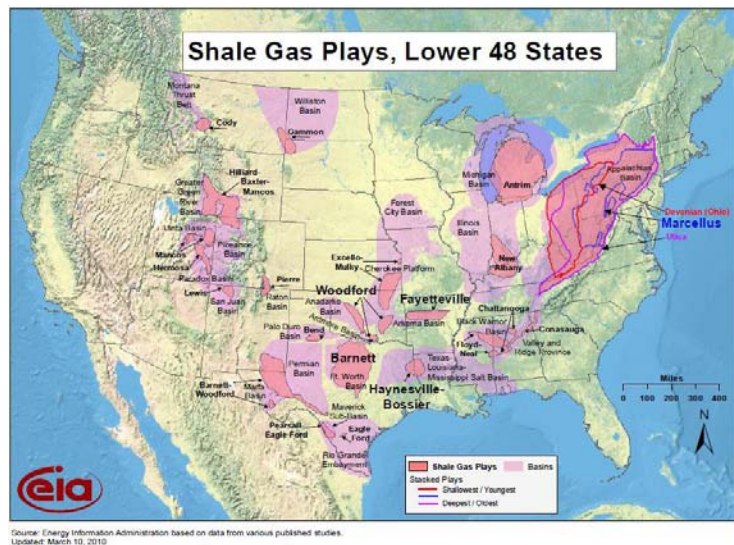 Shale Gas Plays, Lower 48 States
Montana
Thrust
Belt
Cody
Williston
Basin
Gammon
Hilliard-
Baxter-
Mancos
Greater
Green
River
Basin
Uinta Basin
Mancos
Piceance
Basin
Hermosa
Paradox Basin
Lewis
San Juan
Basin
Pierre
Raton
Basin
Michigan
Basin
Antrim
Appalachian
Basin
Devonian (Ohio)
Marcellus
Utica
Forest
City Basin
Illinois
Basin
New
Albany
Excello-
Mulky
Cherokee Platform
Woodford
Anadarko
Basin
Ardmore Basin
Arkoma Basin
Fayetteville
Chattanooga
Black Warrior
Basin
Floyd-
Neal
Conasauga
Valley and
Ridge Province
Palo Duro
Basin
Bend
Permian
Basin
Barnett
Ft. Worth
Basin
Barnett-
Woodford
Marfa
Basin
Haynesville-
Bossier
Texas-
Louisiana-
Mississippi Salt Basin
Maverick
Sub-Basin
Pearsall
Eagle Ford
Eagle
Ford
Rio Grande
Embayment
Miles
0 100 200 300 400
N
Shale Gas Plays
Basins
Stacked Plays
Shallowest / Youngest
Deepest / Oldest
eia
Source: Energy Information Administration based on data from various published studies.
Updated: March 10, 2010